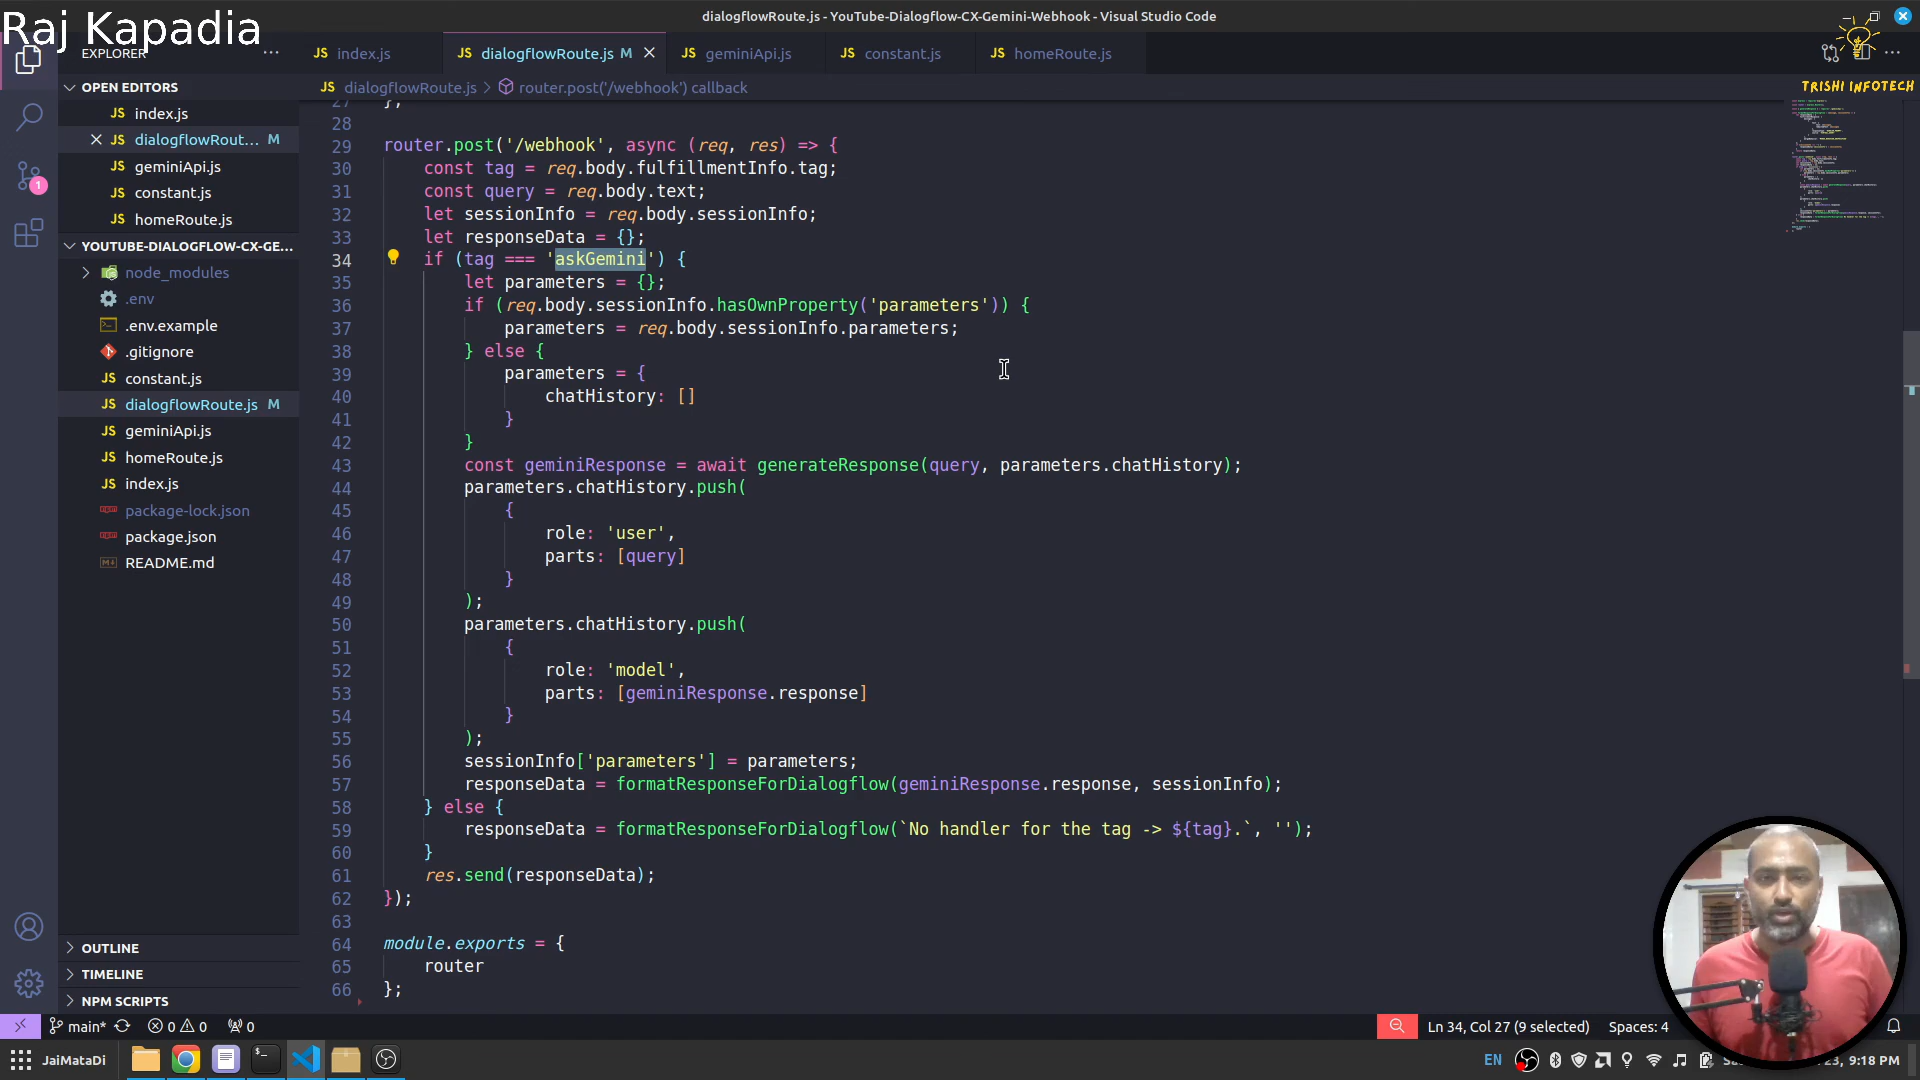 Raj Kapadia
dialogflowRoute.js - YouTube-Dialogflow-CX-Gemini-Webhook - Visual Studio Code
EXPLORER
JS index.js
JS dialogflowRoute.js M
JS geminiApi.js
JS constant.js
JS homeRoute.js
TRISHI INFOTECH
OPEN EDITORS
JS index.js
JS dialogflowRout... M
JS geminiApi.js
JS constant.js
JS homeRoute.js
YOUTUBE-DIALOGFLOW-CX-GE...
node_modules
.env
.env.example
.gitignore
JS constant.js
JS dialogflowRoute.js M
JS geminiApi.js
JS homeRoute.js
JS index.js
package-lock.json
package.json
README.md
OUTLINE
TIMELINE
NPM SCRIPTS
JS dialogflowRoute.js > router.post('/webhook') callback
27 };
28
29 router.post('/webhook', async (req, res) => {
30 const tag = req.body.fulfillmentInfo.tag;
31 const query = req.body.text;
32 let sessionInfo = req.body.sessionInfo;
33 let responseData = {};
34 if (tag === 'askGemini') {
35 let parameters = {};
36 if (req.body.sessionInfo.hasOwnProperty('parameters')) {
37 parameters = req.body.sessionInfo.parameters;
38 } else {
39 parameters = {
40 chatHistory: []
41 }
42 }
43 const geminiResponse = await generateResponse(query, parameters.chatHistory);
44 parameters.chatHistory.push(
45 {
46 role: 'user',
47 parts: [query]
48 }
49 );
50 parameters.chatHistory.push(
51 {
52 role: 'model',
53 parts: [geminiResponse.response]
54 }
55 );
56 sessionInfo['parameters'] = parameters;
57 responseData = formatResponseForDialogflow(geminiResponse.response, sessionInfo);
58 } else {
59 responseData = formatResponseForDialogflow(`No handler for the tag -> ${tag}.`, '');
60 }
61 res.send(responseData);
62 });
63
64 module.exports = {
65 router
66 };
main* 0 0 0
Ln 34, Col 27 (9 selected) Spaces: 4
JaiMataDi
EN 23, 9:18 PM